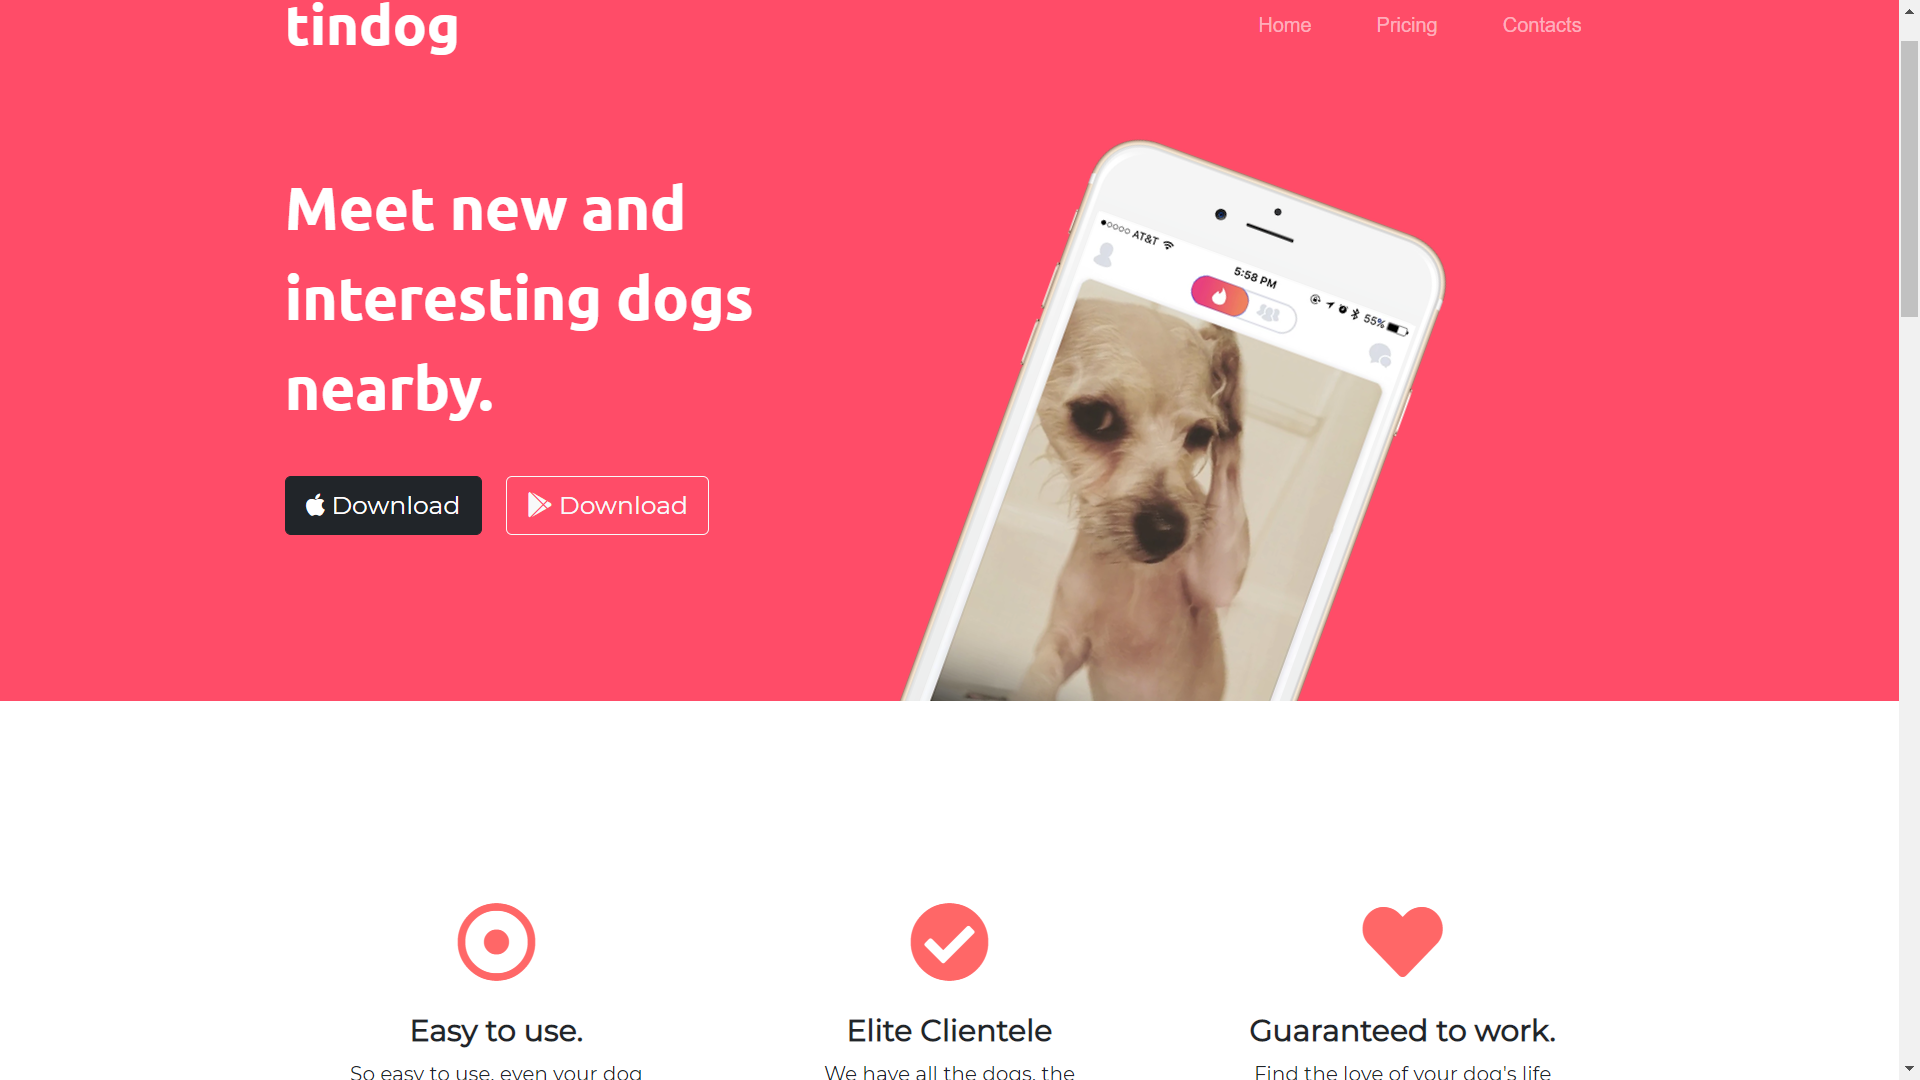 tindog
Home
Pricing
Contacts
Meet new and
interesting dogs
nearby.
AT&T
5:58 PM
55%
Download
Download
Easy to use.
Elite Clientele
Guaranteed to work.
So easy to use, even your dog
We have all the dogs, the
Find the love of your dog's life